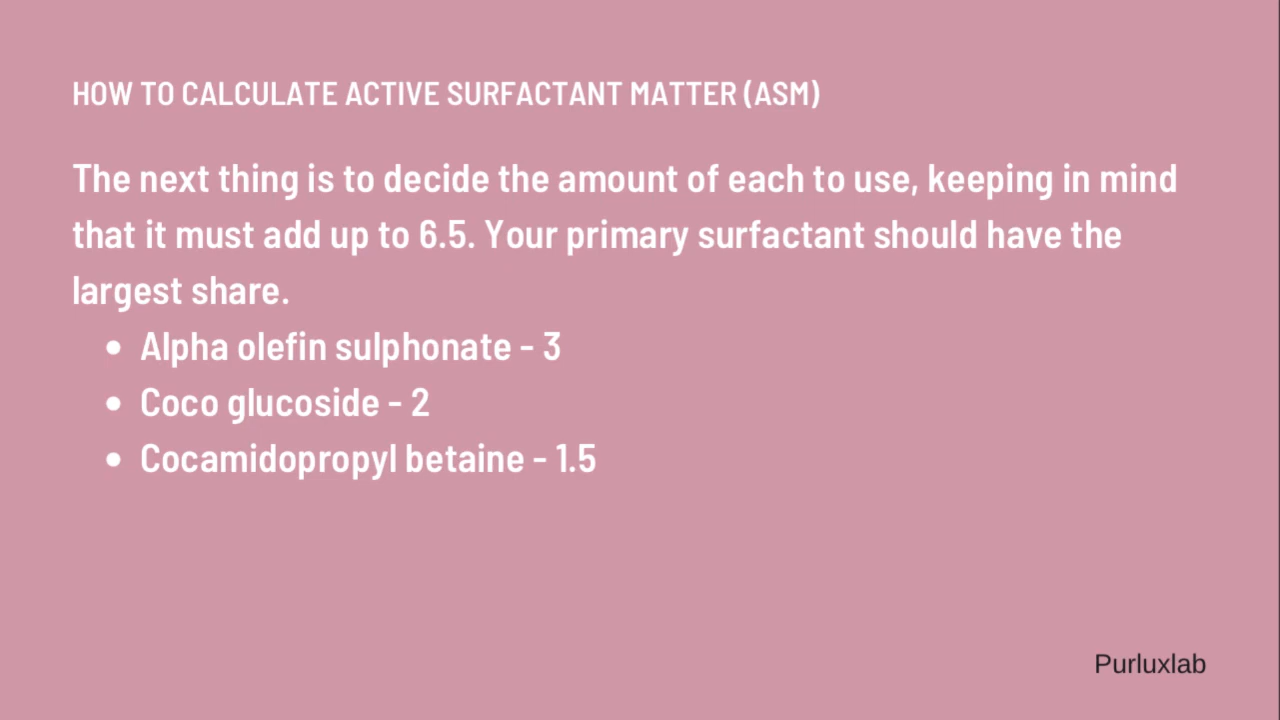 HOW TO CALCULATE ACTIVE SURFACTANT MATTER (ASM)
The next thing is to decide the amount of each to use, keeping in mind
that it must add up to 6.5. Your primary surfactant should have the
largest share.
• Alpha olefin sulphonate - 3
• Coco glucoside - 2
• Cocamidopropyl betaine - 1.5
Purluxlab